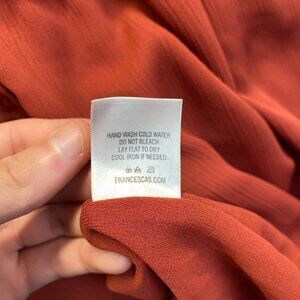 HAND WASH COLD WATER
DO NOT BLEACH
LAY FLAT TO DRY
COOL IRON IF NEEDED
FRANCESCAS.COM